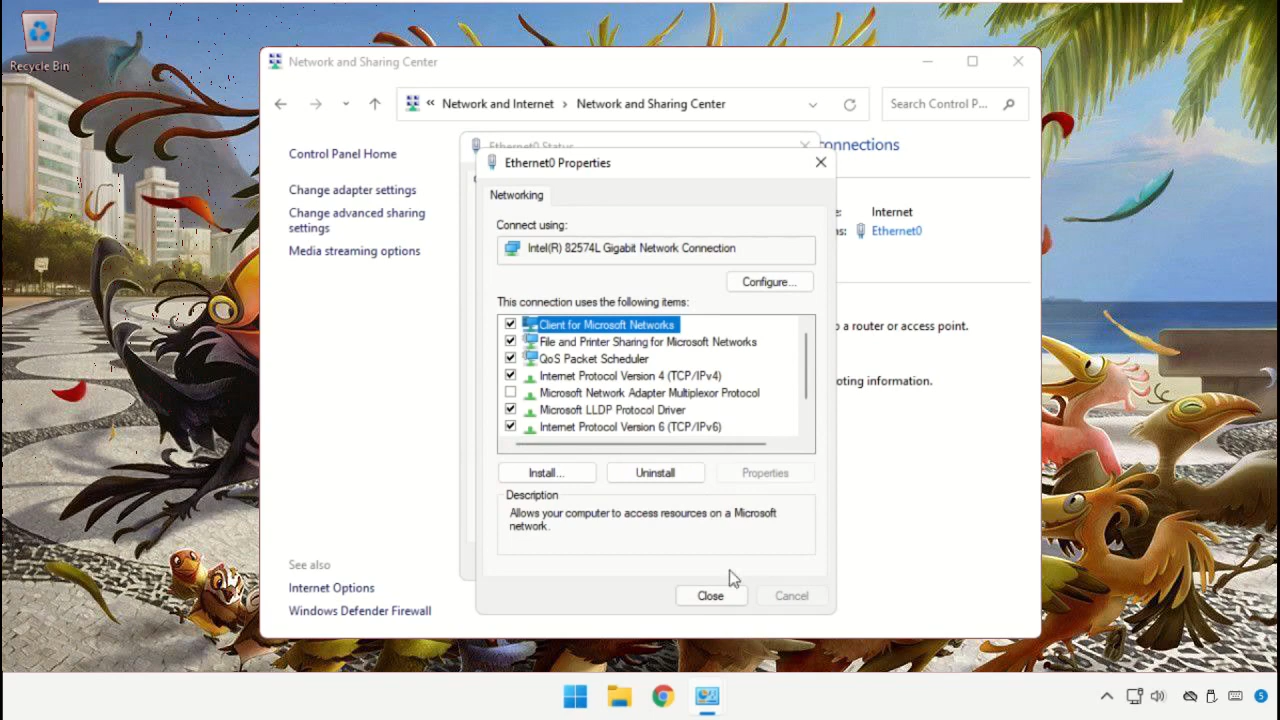 Recycle Bin
Network and Sharing Center
« Network and Internet > Network and Sharing Center
Search Control P...
Control Panel Home
Change adapter settings
Change advanced sharing
settings
Media streaming options
See also
Internet Options
Windows Defender Firewall
Ethernet0 Status
onnections
Internet
Ethernet0
o a router or access point.
oting information.
Ethernet0 Properties
Networking
Connect using:
Intel(R) 82574L Gigabit Network Connection
Configure...
This connection uses the following items:
Client for Microsoft Networks
File and Printer Sharing for Microsoft Networks
QoS Packet Scheduler
Internet Protocol Version 4 (TCP/IPv4)
Microsoft Network Adapter Multiplexor Protocol
Microsoft LLDP Protocol Driver
Internet Protocol Version 6 (TCP/IPv6)
Install...
Uninstall
Properties
Description
Allows your computer to access resources on a Microsoft
network.
Close
Cancel
5